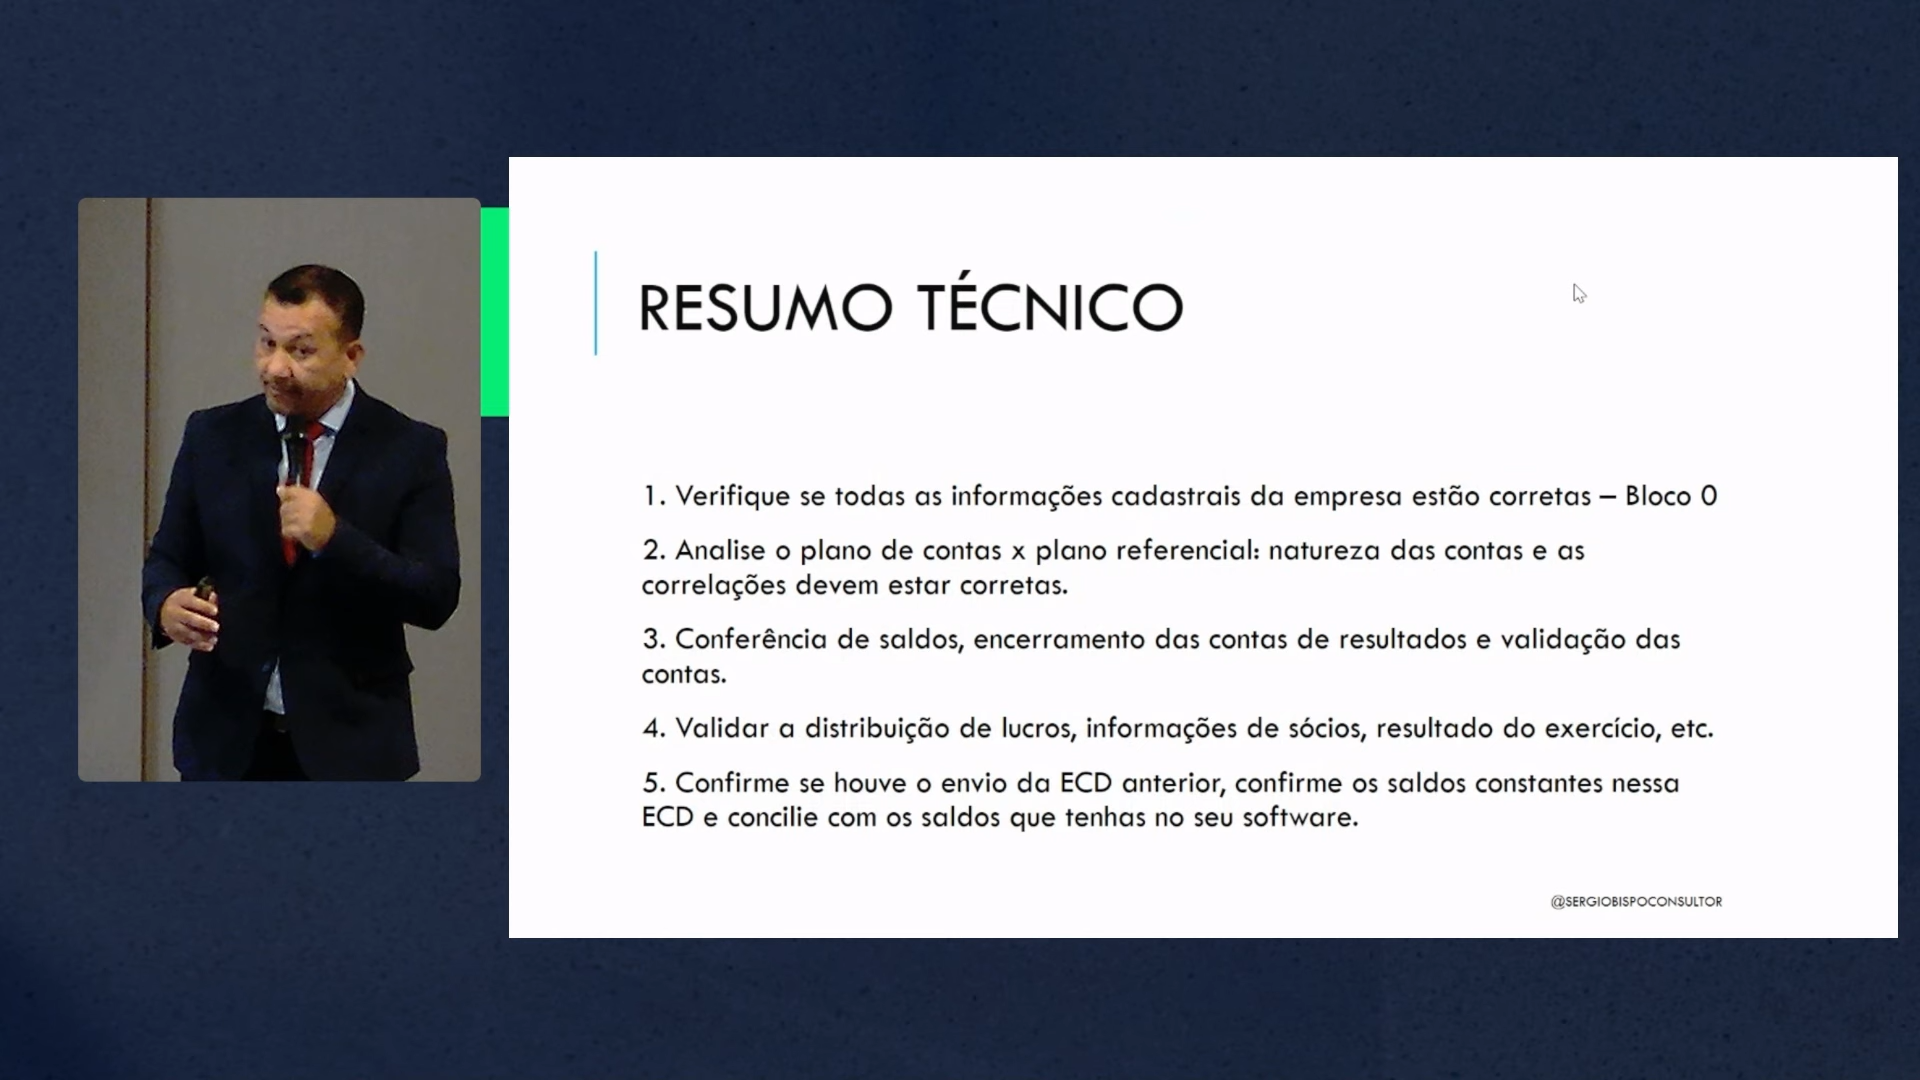 RESUMO TÉCNICO
1. Verifique se todas as informações cadastrais da empresa estão corretas – Bloco 0
2. Analise o plano de contas x plano referencial: natureza das contas e as
correlações devem estar corretas.
3. Conferência de saldos, encerramento das contas de resultados e validação das
contas.
4. Validar a distribuição de lucros, informações de sócios, resultado do exercício, etc.
5. Confirme se houve o envio da ECD anterior, confirme os saldos constantes nessa
ECD e concilie com os saldos que tenhas no seu software.
@SERGIOBISPOCONSULTOR